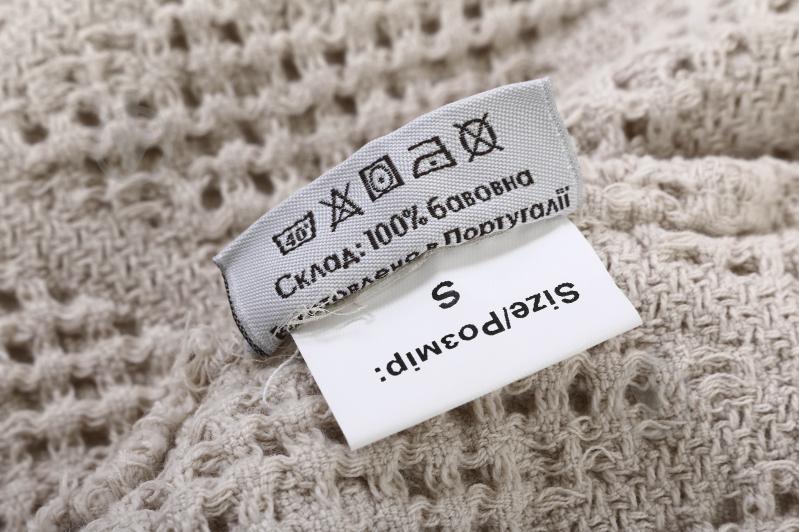 40°
Склад: 100% бавовна
в Португалії
Size/Розмір:
S